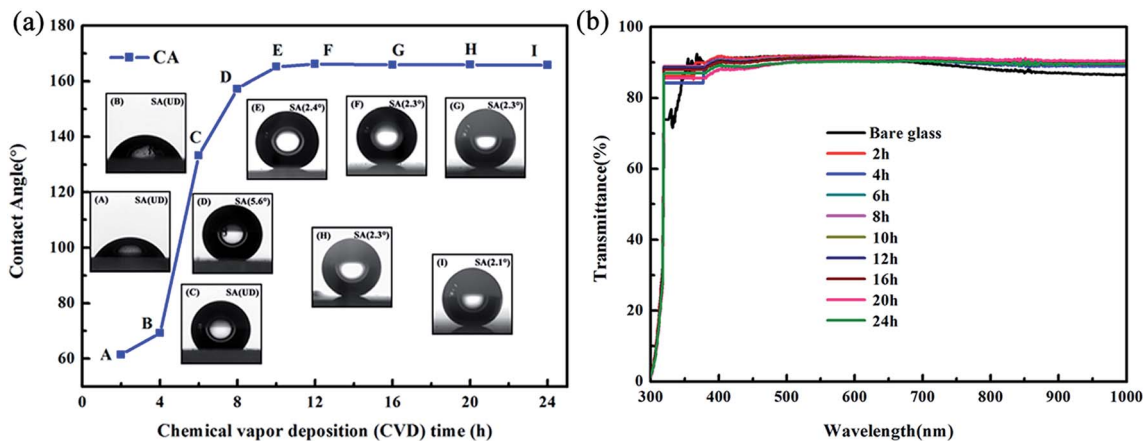 (a)
180
160
140
120
100
80
60
Contact Angle(°)
CA
A
B
C
D
E
F
G
H
I
(B) SA(UD)
(E) SA(2.4°)
(F) SA(2.3°)
(G) SA(2.3°)
(A) SA(UD)
(D) SA(5.6°)
(H) SA(2.3°)
(I) SA(2.1°)
(C) SA(UD)
0 4 8 12 16 20 24
Chemical vapor deposition (CVD) time (h)
(b)
100
80
60
40
20
0
Transmittance(%)
Bare glass
2h
4h
6h
8h
10h
12h
16h
20h
24h
300 400 500 600 700 800 900 1000
Wavelength(nm)